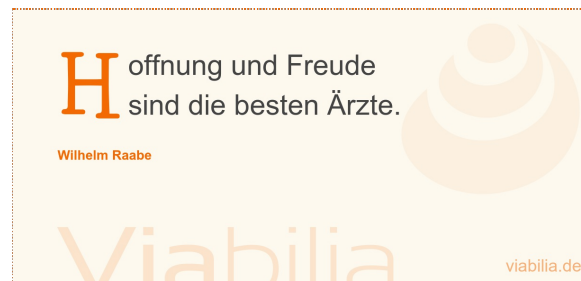 Hoffnung und Freude
sind die besten Ärzte.
Wilhelm Raabe
Viabilia
viabilia.de